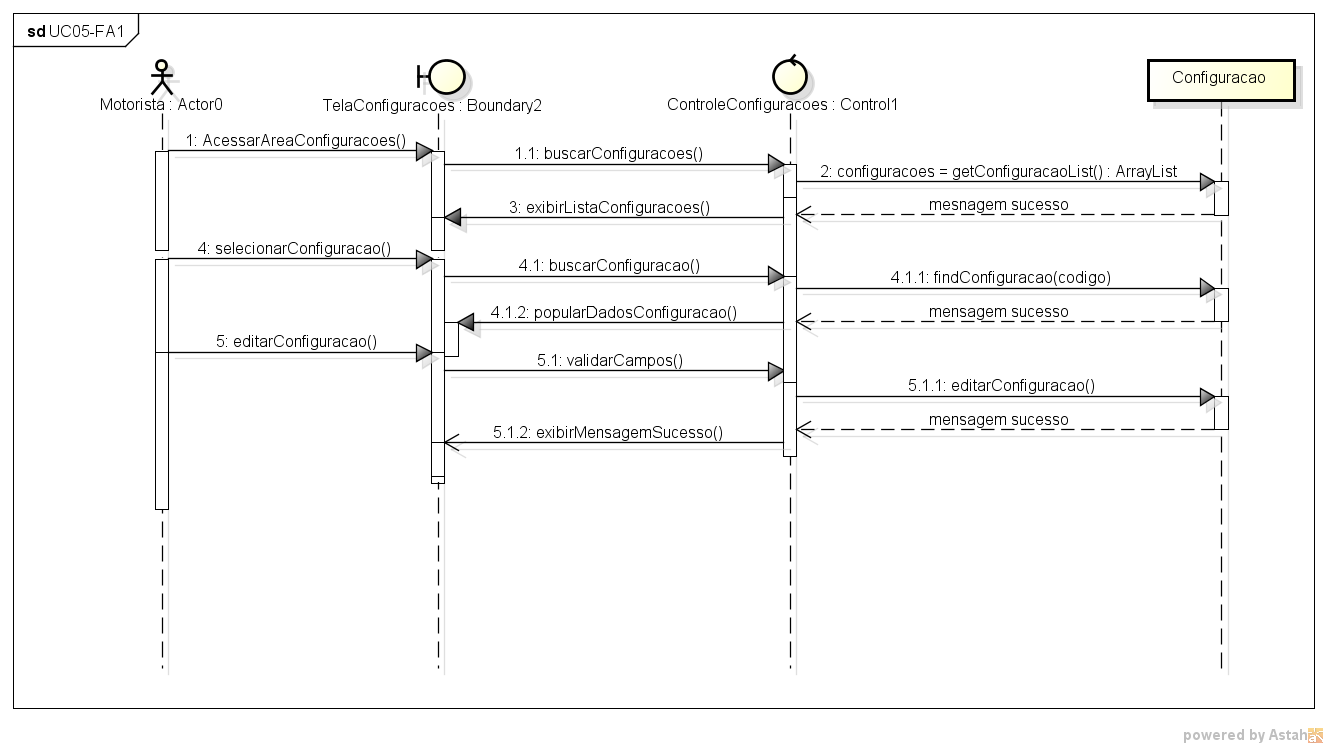 sd UC05-FA1
Motorista : Actor0
TelaConfiguracoes : Boundary2
ControleConfiguracoes : Control1
Configuracao
1: AcessarAreaConfiguracoes()
1.1: buscarConfiguracoes()
2: configuracoes = getConfiguracaoList() : ArrayList
mesnagem sucesso
3: exibirListaConfiguracoes()
4: selecionarConfiguracao()
4.1: buscarConfiguracao()
4.1.1: findConfiguracao(codigo)
mensagem sucesso
4.1.2: popularDadosConfiguracao()
5: editarConfiguracao()
5.1: validarCampos()
5.1.1: editarConfiguracao()
mensagem sucesso
5.1.2: exibirMensagemSucesso()
powered by Astah